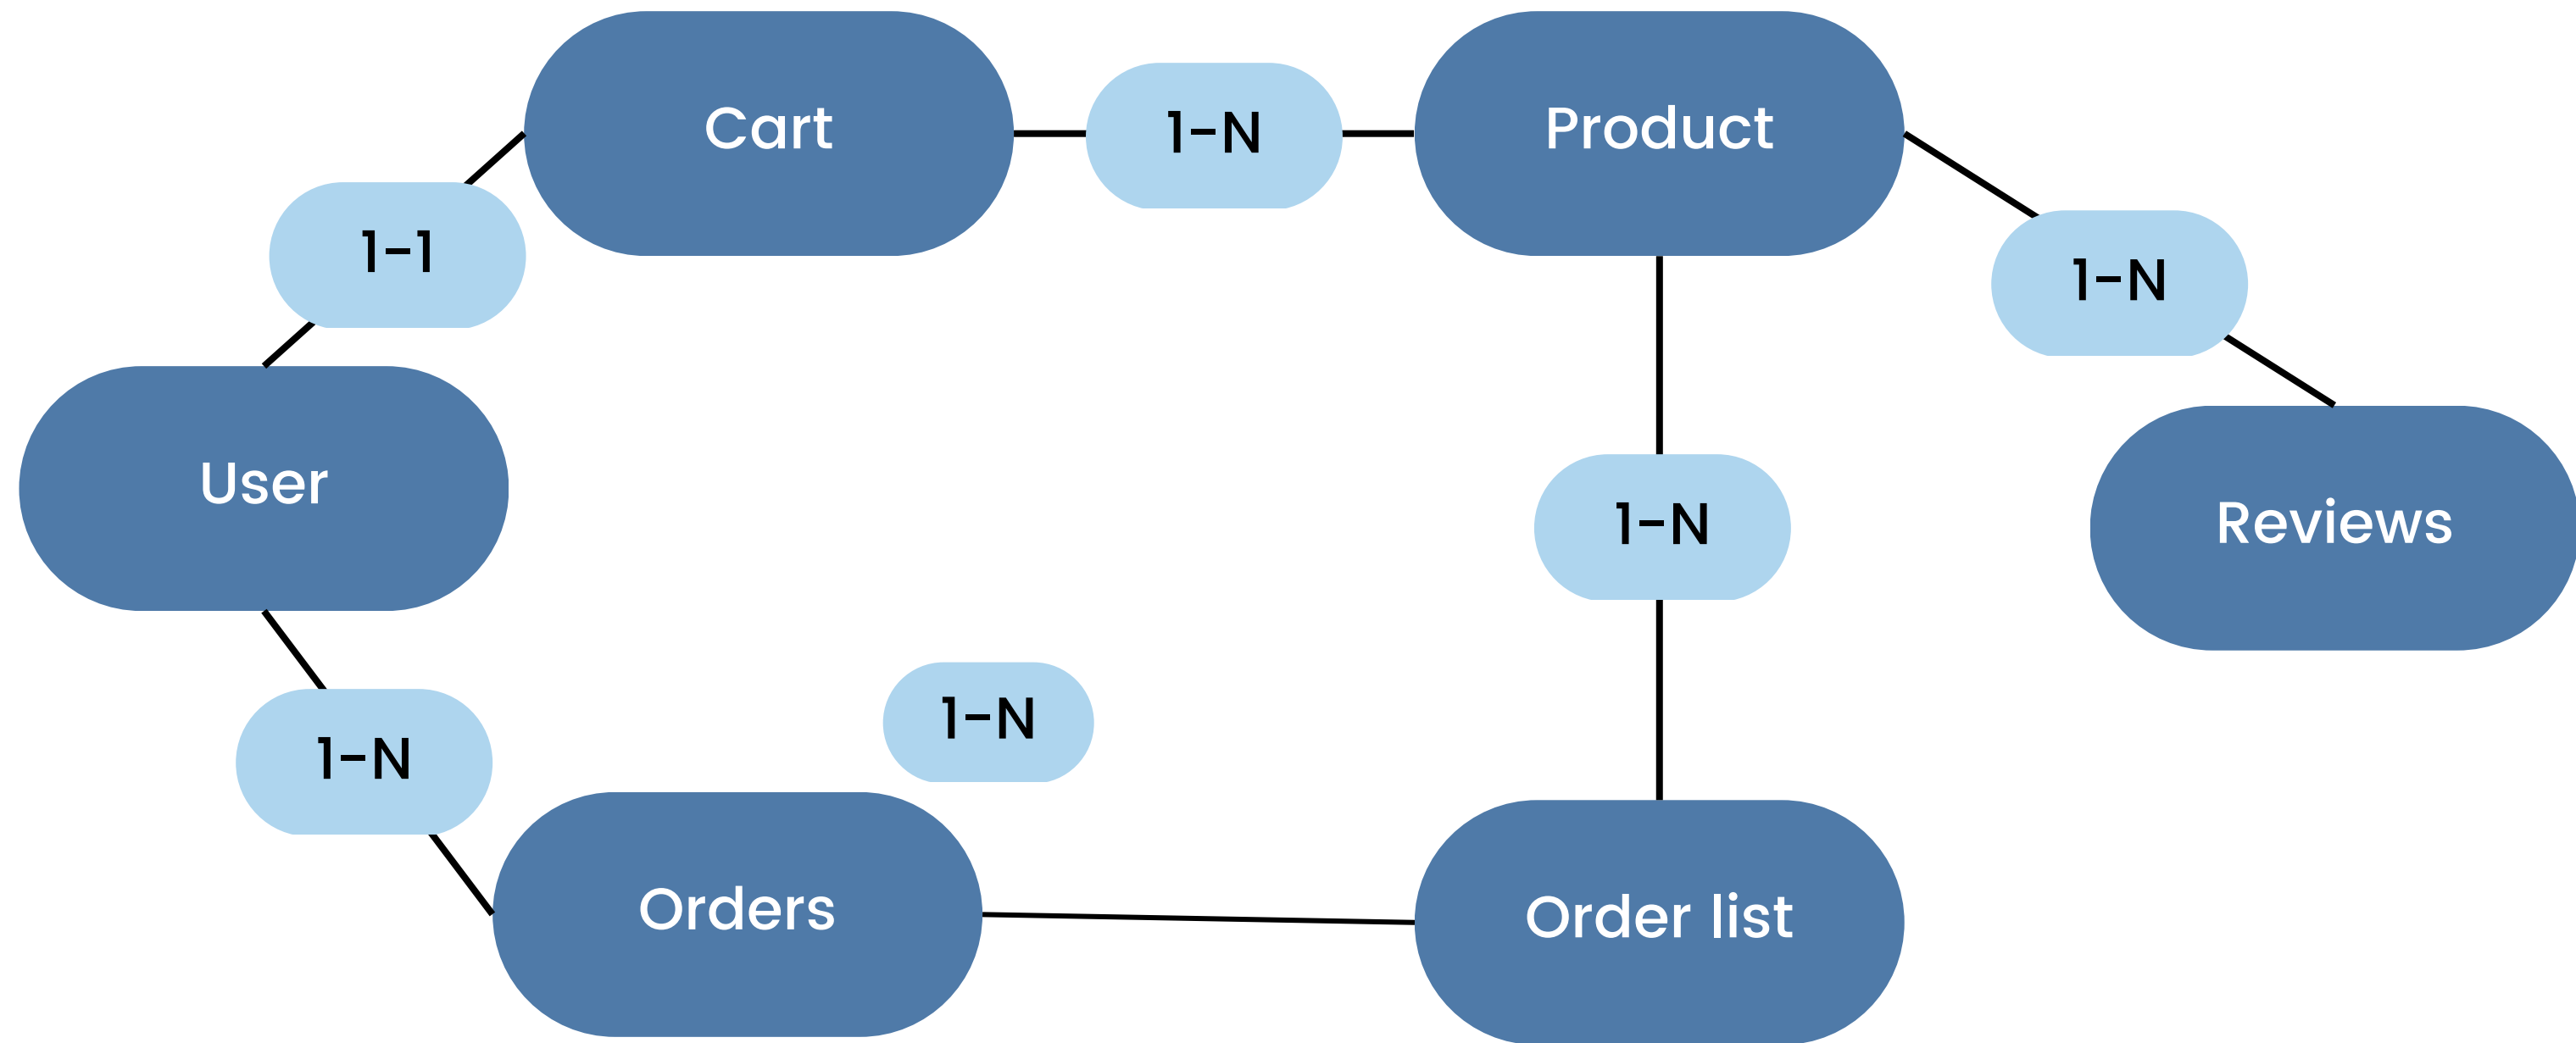 Cart
1-N
Product
1-1
1-N
User
1-N
Reviews
1-N
1-N
Orders
Order list